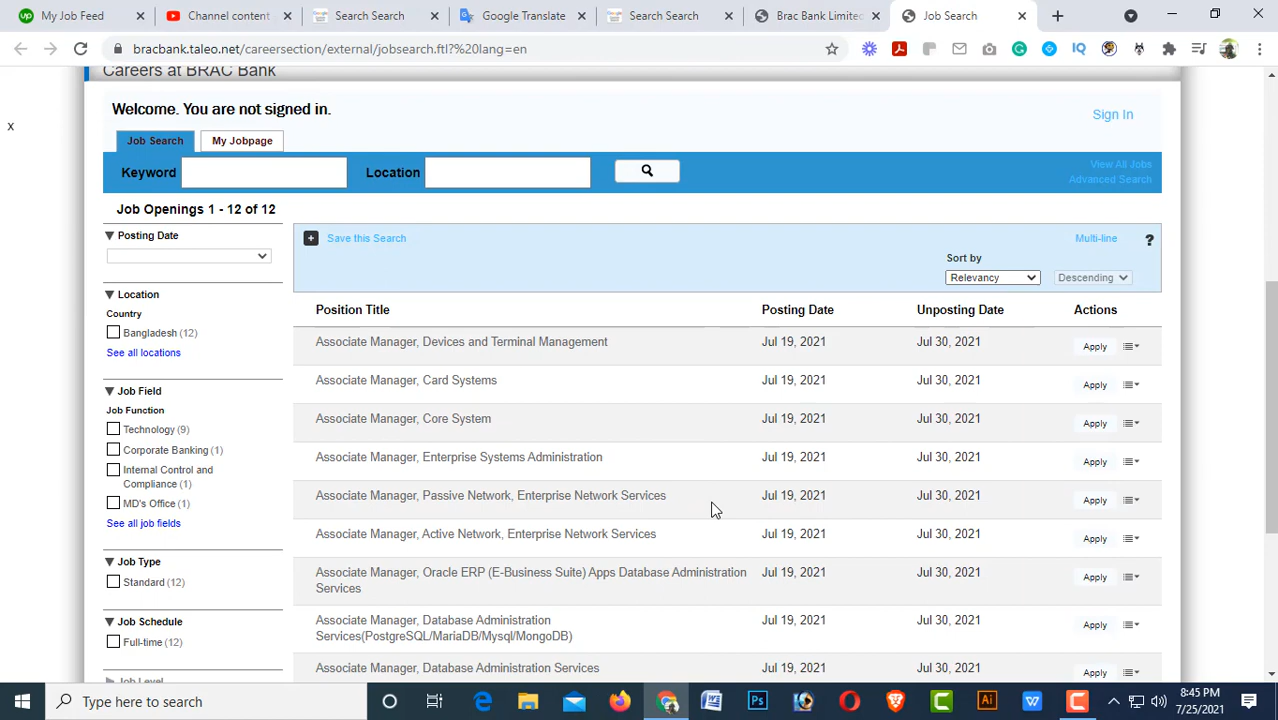 My Job Feed
Channel content
Search Search
Google Translate
Search Search
Brac Bank Limited
Job Search
bracbank.taleo.net/careersection/external/jobsearch.ftl?%20lang=en
Careers at BRAC Bank
x
Welcome. You are not signed in.
Sign In
Job Search
My Jobpage
Keyword
Location
View All Jobs
Advanced Search
Job Openings 1 - 12 of 12
Posting Date
Location
Country
Bangladesh (12)
See all locations
Job Field
Job Function
Technology (9)
Corporate Banking (1)
Internal Control and
Compliance (1)
MD's Office (1)
See all job fields
Job Type
Standard (12)
Job Schedule
Full-time (12)
Job Level
+ Save this Search
Multi-line
?
Sort by
Relevancy
Descending
Position Title Posting Date Unposting Date Actions
Associate Manager, Devices and Terminal Management Jul 19, 2021 Jul 30, 2021 Apply
Associate Manager, Card Systems Jul 19, 2021 Jul 30, 2021 Apply
Associate Manager, Core System Jul 19, 2021 Jul 30, 2021 Apply
Associate Manager, Enterprise Systems Administration Jul 19, 2021 Jul 30, 2021 Apply
Associate Manager, Passive Network, Enterprise Network Services Jul 19, 2021 Jul 30, 2021 Apply
Associate Manager, Active Network, Enterprise Network Services Jul 19, 2021 Jul 30, 2021 Apply
Associate Manager, Oracle ERP (E-Business Suite) Apps Database Administration Jul 19, 2021 Jul 30, 2021 Apply
Services
Associate Manager, Database Administration Jul 19, 2021 Jul 30, 2021 Apply
Services(PostgreSQL/MariaDB/Mysql/MongoDB)
Associate Manager, Database Administration Services Jul 19, 2021 Jul 30, 2021 Apply
Type here to search
8:45 PM
7/25/2021